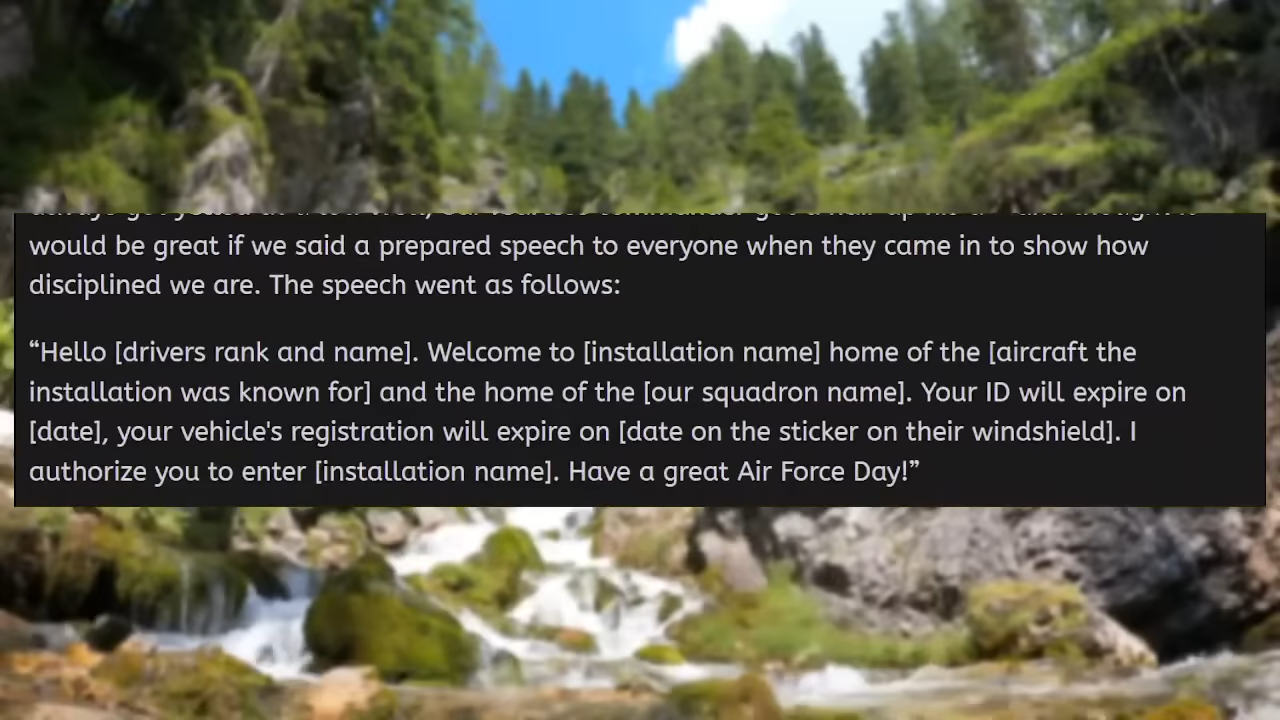 would be great if we said a prepared speech to everyone when they came in to show how
disciplined we are. The speech went as follows:
“Hello [drivers rank and name]. Welcome to [installation name] home of the [aircraft the
installation was known for] and the home of the [our squadron name]. Your ID will expire on
[date], your vehicle's registration will expire on [date on the sticker on their windshield]. I
authorize you to enter [installation name]. Have a great Air Force Day!”